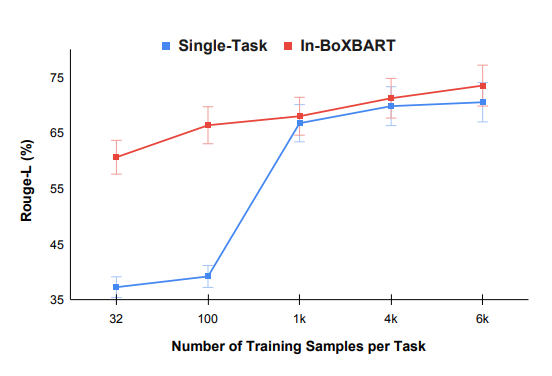 Single-Task In-BoXBART
75
65
55
45
35
Rouge-L (%)
32 100 1k 4k 6k
Number of Training Samples per Task